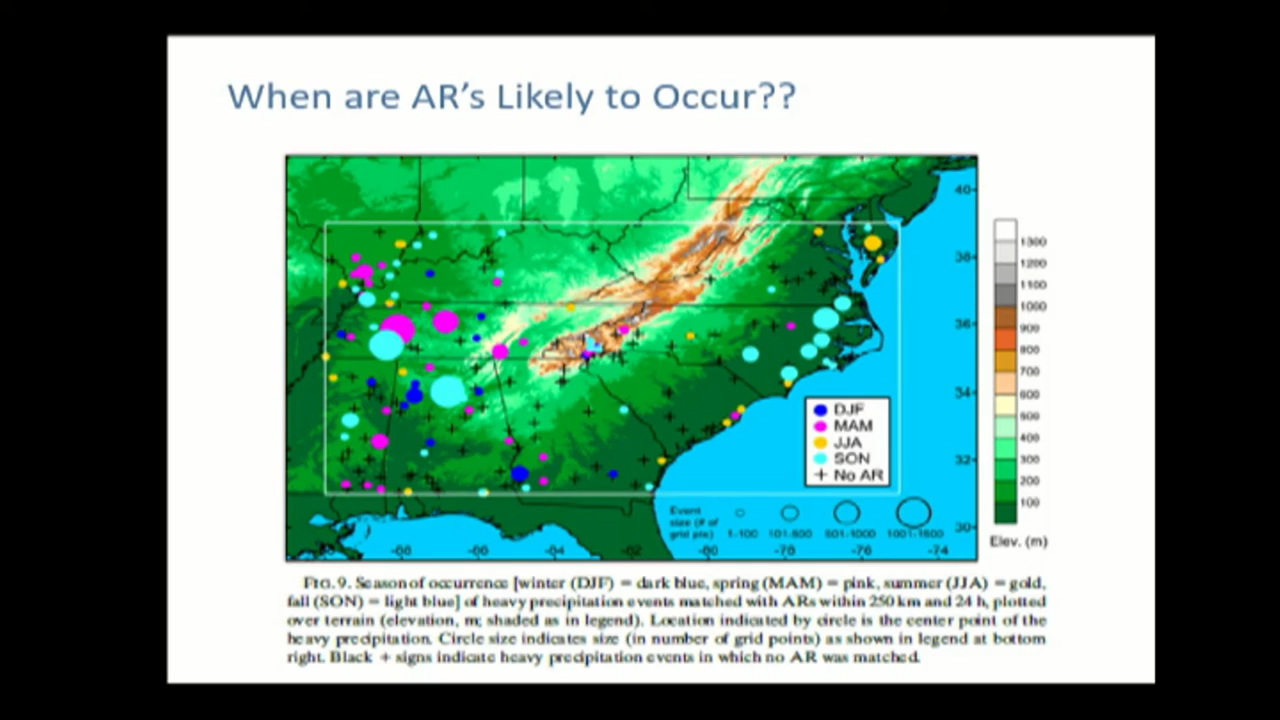 When are AR's Likely to Occur??
40
38
36
34
32
30
-88
-86
-84
-82
-80
-78
-76
-74
DJF
MAM
JJA
SON
+ No AR
Event
size (# of
grid pts)
1-100
101-500
501-1000
1001-1500
1300
1200
1100
1000
900
800
700
600
500
400
300
200
100
Elev. (m)
FIG. 9. Season of occurrence [winter (DJF) = dark blue, spring (MAM) = pink, summer (JJA) = gold,
fall (SON) = light blue] of heavy precipitation events matched with ARs within 250 km and 24 h, plotted
over terrain (elevation, m; shaded as in legend). Location indicated by circle is the center point of the
heavy precipitation. Circle size indicates size (in number of grid points) as shown in legend at bottom
right. Black + signs indicate heavy precipitation events in which no AR was matched.